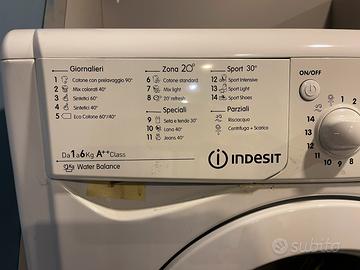 Giornalieri
1 Cotone con prelavaggio 90°
2 Mix colorati 40°
3 Sintetici 60°
4 Sintetici 40°
5 Eco Cotone 60°/40°
Zona 20°
6 Cotone standard
7 Mix light
8 20' refresh
Speciali
9 Seta e tende 30°
10 Lana 40°
11 Jeans 40°
Sport 30°
12 Sport Intensive
13 Sport Light
14 Sport Shoes
Parziali
Risciacquo
Centrifuga + Scarico
Da 1 a 6 Kg A++ Class
Water Balance
indesit
ON/OFF
1
14
13
12
11
10
9
8
subito